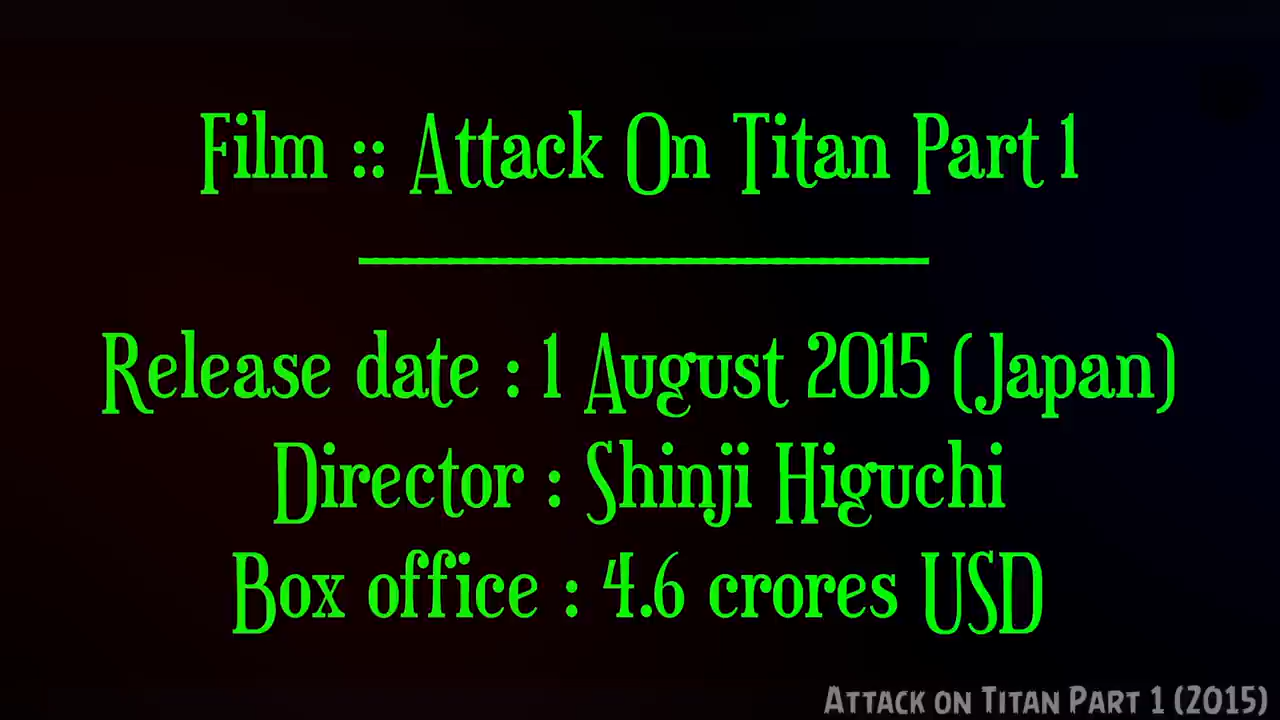 Film :: Attack On Titan Part 1
Release date : 1 August 2015 (Japan)
Director : Shinji Higuchi
Box office : 4.6 crores USD
Attack on Titan Part 1 (2015)